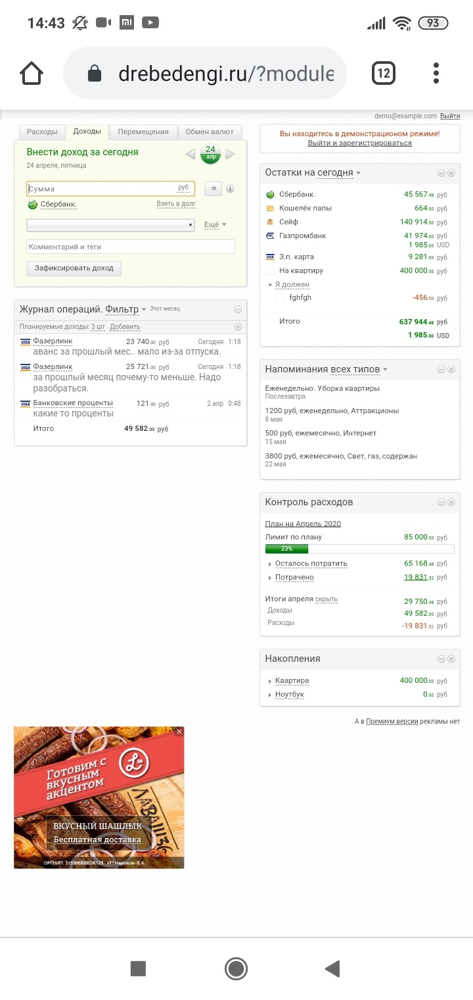 14:43
93
drebedengi.ru/?module
12
demo@example.com Выйти
Расходы Доходы Перемещения Обмен валют
Внести доход за сегодня
24 апреля, пятница
24
апр
Сумма руб
=
i
Сбербанк. Взять в долг
Ещё
Комментарий и теги
Зафиксировать доход
Журнал операций. Фильтр Этот месяц
Планируемые доходы: 3 шт Добавить
VISA Фазерлинк 23 740.00 руб Сегодня 1:18
аванс за прошлый мес.. мало из-за отпуска.
VISA Фазерлинк 25 721.00 руб Сегодня 1:18
за прошлый месяц почему-то меньше. Надо
разобраться.
VISA Банковские проценты 121.00 руб 2 апр 0:48
какие то проценты
Итого 49 582.00 руб
Вы находитесь в демонстрационом режиме!
Выйти и зарегистрироваться
Остатки на сегодня
Сбербанк. 45 567.48 руб
Кошелёк папы 664.00 руб
Сейф 140 914.00 руб
Газпромбанк 41 974.00 руб
1 985.00 USD
VISA З.п. карта 9 281.00 руб
На квартиру 400 000.00 руб
Я должен
fghfgh -456.00 руб
Итого 637 944.48 руб
1 985.00 USD
Напоминания всех типов
Еженедельно. Уборка квартиры
Послезавтра
1200 руб, еженедельно, Аттракционы
8 мая
500 руб, ежемесячно, Интернет
15 мая
3800 руб, ежемесячно, Свет, газ, содержан
22 мая
Контроль расходов
План на Апрель 2020
Лимит по плану 85 000.00 руб
23%
Осталось потратить 65 168.48 руб
Потрачено 19 831.52 руб
Итоги апреля скрыть 29 750.48 руб
Доходы 49 582.00 руб
Расходы -19 831.52 руб
Накопления
Квартира 400 000.00 руб
Ноутбук 0.00 руб
А в Премиум версии рекламы нет
Готовим с
вкусным
акцентом
L36
ЛАВАШ36
ВКУСНЫЙ ШАШЛЫК
Бесплатная доставка
ОГРНИП: 315366800026125 ИП Нерсисян В.А.